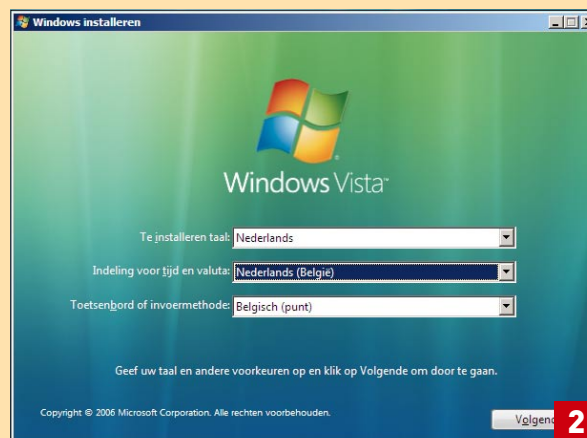 Windows installeren
Windows Vista™
Te installeren taal: Nederlands
Indeling voor tijd en valuta: Nederlands (België)
Toetsenbord of invoermethode: Belgisch (punt)
Geef uw taal en andere voorkeuren op en klik op Volgende om door te gaan.
Copyright © 2006 Microsoft Corporation. Alle rechten voorbehouden.
2